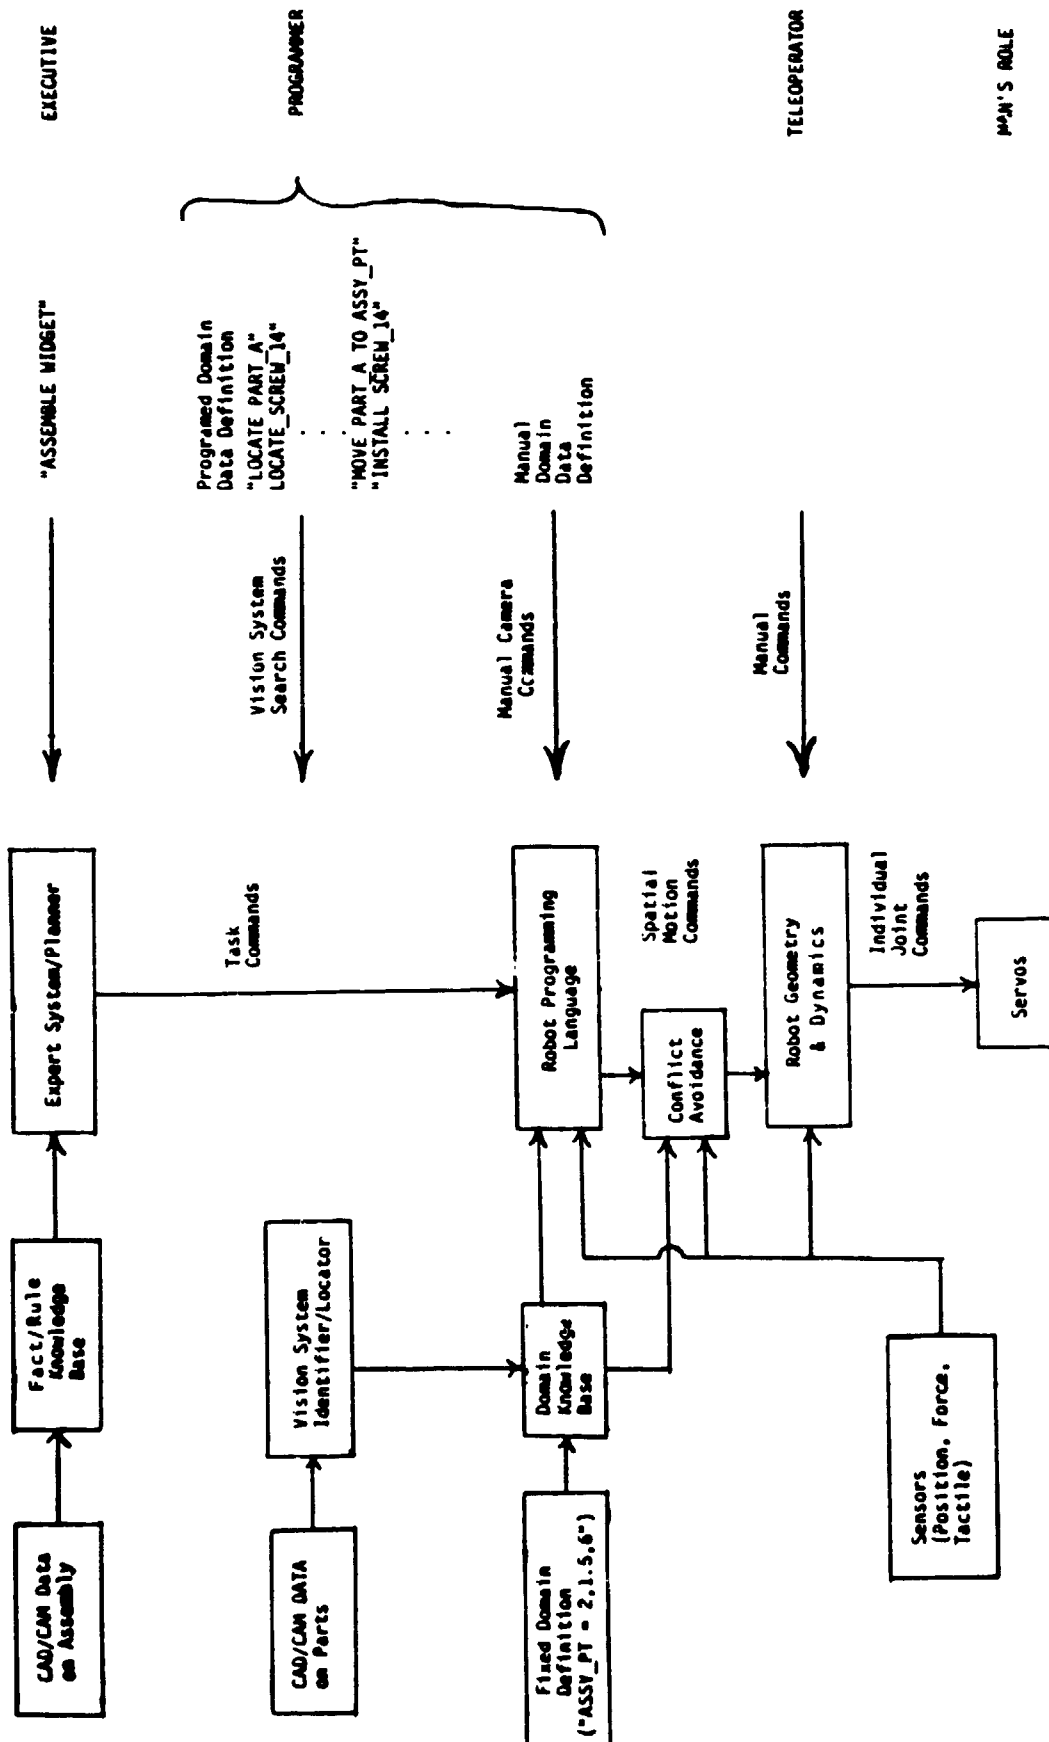 CAD/CAM Data
on Assembly
Fact/Rule
Knowledge
Base
Expert System/Planner
"ASSEMBLE WIDGET"
EXECUTIVE
Task
Commands
CAD/CAM DATA
on Parts
Vision System
Identifier/Locator
Vision System
Search Commands
Programed Domain
Data Definition
"LOCATE PART_A"
LOCATE_SCREW_14"
. . . . .
"MOVE PART_A TO ASSY_PT"
"INSTALL SCREW_14"
. . .
PROGRAMMER
Fixed Domain
Definition
("ASSY_PT = 2,1.5,6")
Domain
Knowledge
Base
Robot Programming
Language
Manual Camera
Commands
Manual
Domain
Data
Definition
Conflict
Avoidance
Spatial
Motion
Commands
Robot Geometry
& Dynamics
Manual
Commands
TELEOPERATOR
Sensors
(Position, Force,
Tactile)
Individual
Joint
Commands
Servos
MAN'S ROLE